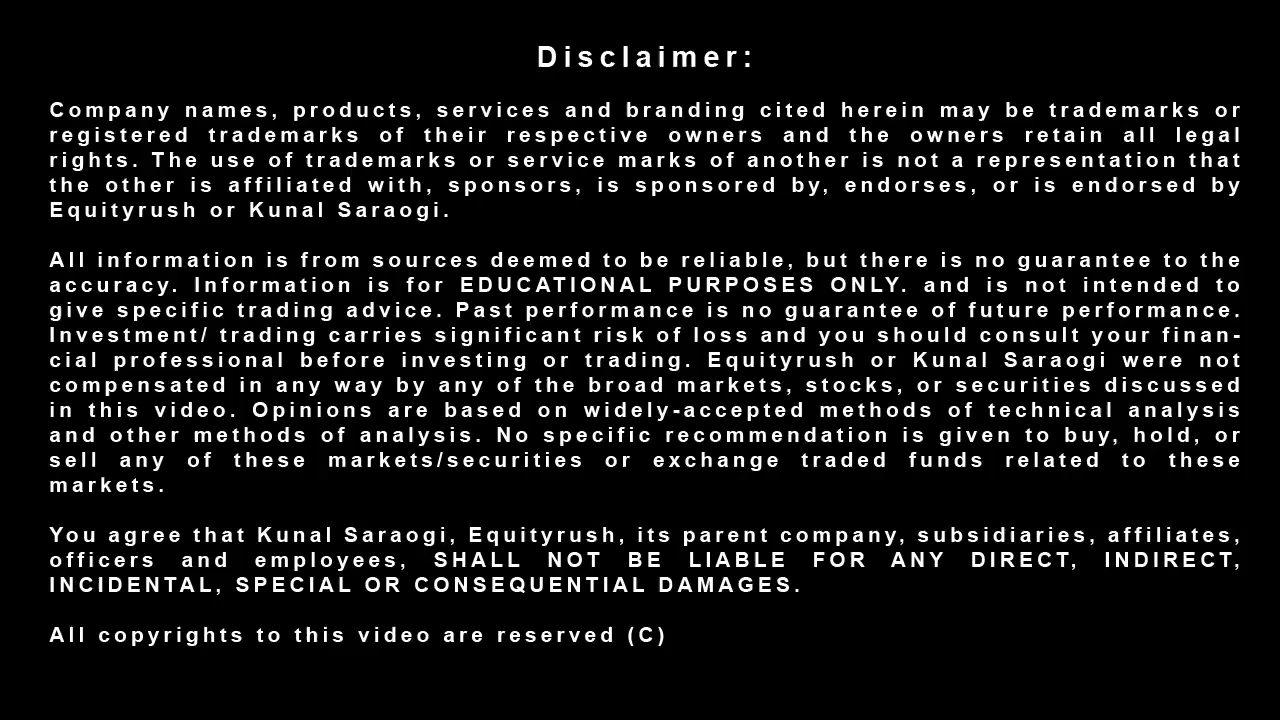 Disclaimer:
Company names, products, services and branding cited herein may be trademarks or
registered trademarks of their respective owners and the owners retain all legal
rights. The use of trademarks or service marks of another is not a representation that
the other is affiliated with, sponsors, is sponsored by, endorses, or is endorsed by
Equityrush or Kunal Saraogi.
All information is from sources deemed to be reliable, but there is no guarantee to the
accuracy. Information is for EDUCATIONAL PURPOSES ONLY. and is not intended to
give specific trading advice. Past performance is no guarantee of future performance.
Investment/ trading carries significant risk of loss and you should consult your finan-
cial professional before investing or trading. Equityrush or Kunal Saraogi were not
compensated in any way by any of the broad markets, stocks, or securities discussed
in this video. Opinions are based on widely-accepted methods of technical analysis
and other methods of analysis. No specific recommendation is given to buy, hold, or
sell any of these markets/securities or exchange traded funds related to these
markets.
You agree that Kunal Saraogi, Equityrush, its parent company, subsidiaries, affiliates,
officers and employees, SHALL NOT BE LIABLE FOR ANY DIRECT, INDIRECT,
INCIDENTAL, SPECIAL OR CONSEQUENTIAL DAMAGES.
All copyrights to this video are reserved (C)